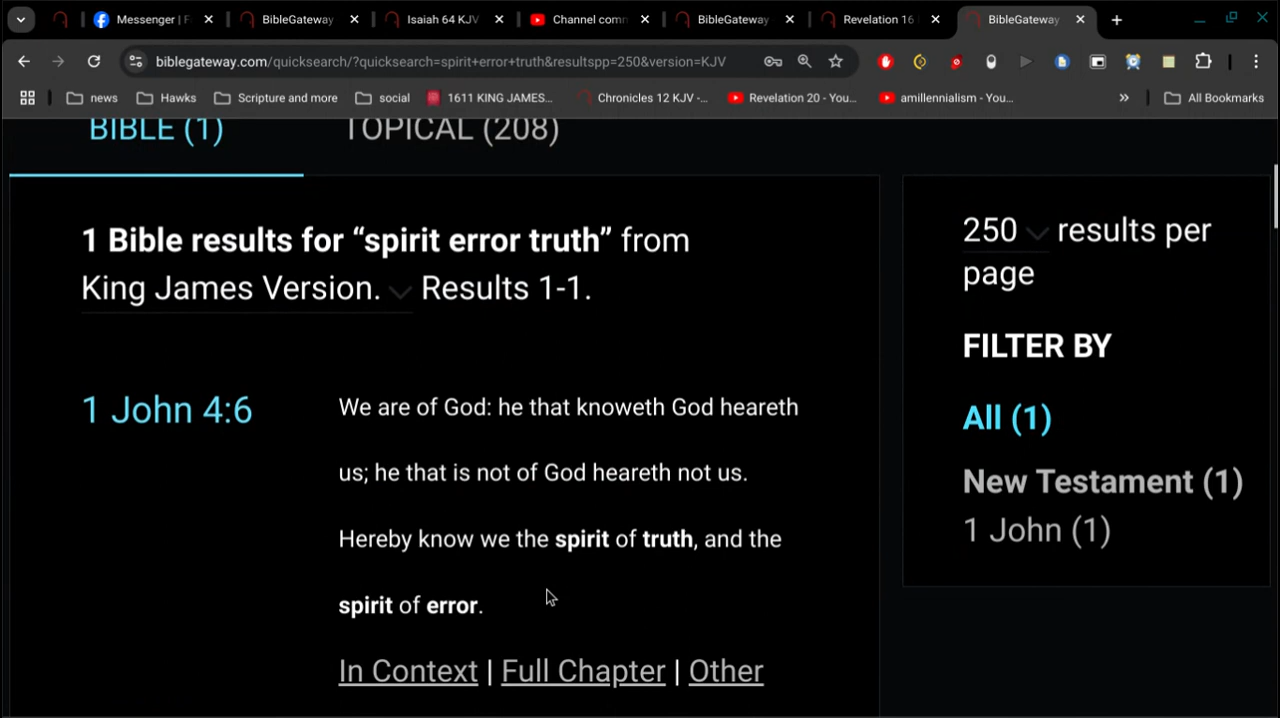 Messenger | F
BibleGateway
Isaiah 64 KJV
Channel com
BibleGateway
Revelation 16
BibleGateway
biblegateway.com/quicksearch/?quicksearch=spirit+error+truth&resultspp=250&version=KJV
news
Hawks
Scripture and more
social
1611 KING JAMES...
Chronicles 12 KJV -...
Revelation 20 - You...
amillennialism - You...
All Bookmarks
BIBLE (1)
TOPICAL (208)
1 Bible results for “spirit error truth” from
King James Version. Results 1-1.
1 John 4:6
We are of God: he that knoweth God heareth
us; he that is not of God heareth not us.
Hereby know we the spirit of truth, and the
spirit of error.
In Context | Full Chapter | Other
250 results per
page
FILTER BY
All (1)
New Testament (1)
1 John (1)